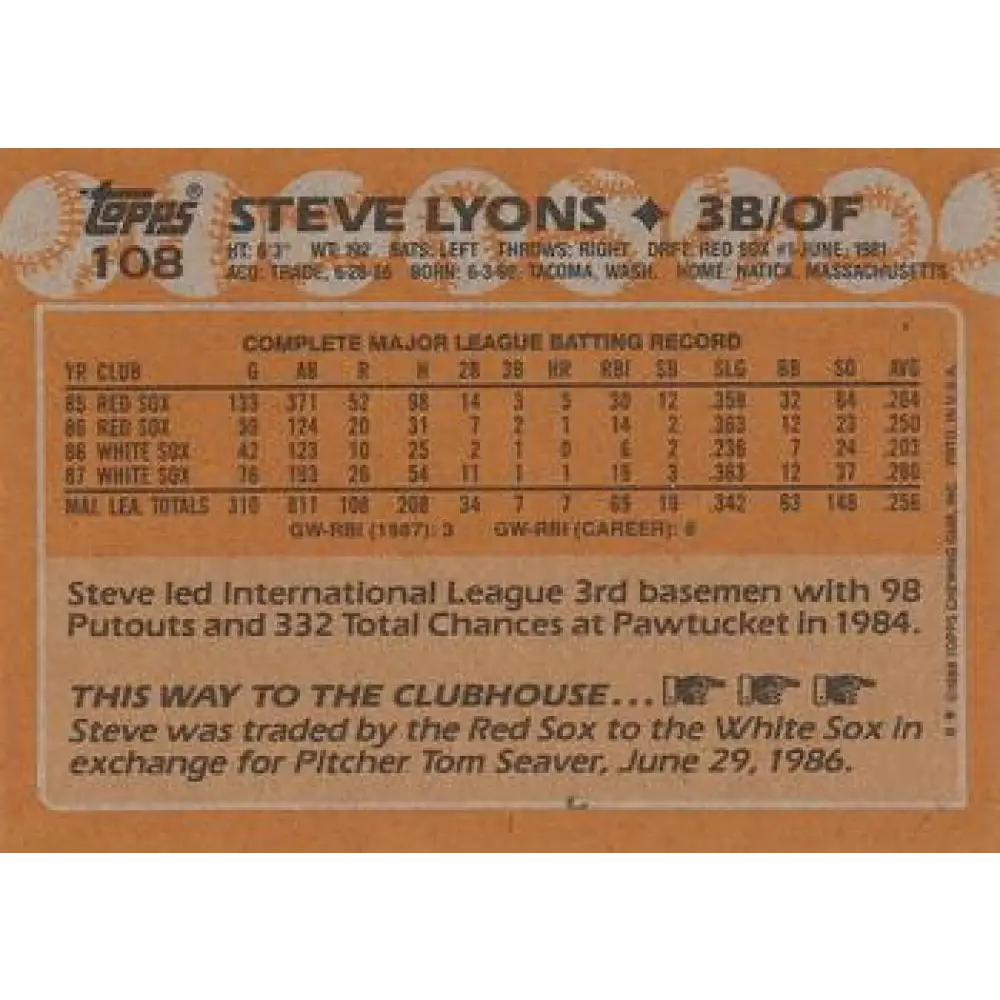 topps® STEVE LYONS ♦ 3B/OF
108 HT: 6'3" WT: 192 BATS: LEFT THROWS: RIGHT DRFT: RED SOX #1-JUNE, 1981
ACQ: TRADE, 6-29-86 BORN: 6-3-60, TACOMA, WASH. HOME: NATICK, MASSACHUSETTS
COMPLETE MAJOR LEAGUE BATTING RECORD
YR CLUB G AB R H 2B 3B HR RBI SB SLG BB SO AVG
85 RED SOX 133 371 52 98 14 3 5 30 12 .358 32 64 .264
86 RED SOX 59 124 20 31 7 2 1 14 2 .363 12 23 .250
86 WHITE SOX 42 123 10 25 2 1 0 6 2 .236 7 24 .203
87 WHITE SOX 76 193 26 54 11 1 1 19 3 .363 12 37 .280
MAJ. LEA. TOTALS 310 811 108 208 34 7 7 69 19 .342 63 148 .256
GW-RBI (1987): 3 GW-RBI (CAREER):
Steve led International League 3rd basemen with 98
Putouts and 332 Total Chances at Pawtucket in 1984.
THIS WAY TO THE CLUBHOUSE...
Steve was traded by the Red Sox to the White Sox in
exchange for Pitcher Tom Seaver, June 29, 1986.
©1988 TOPPS CHEWING GUM, INC. PRTD. IN U.S.A.